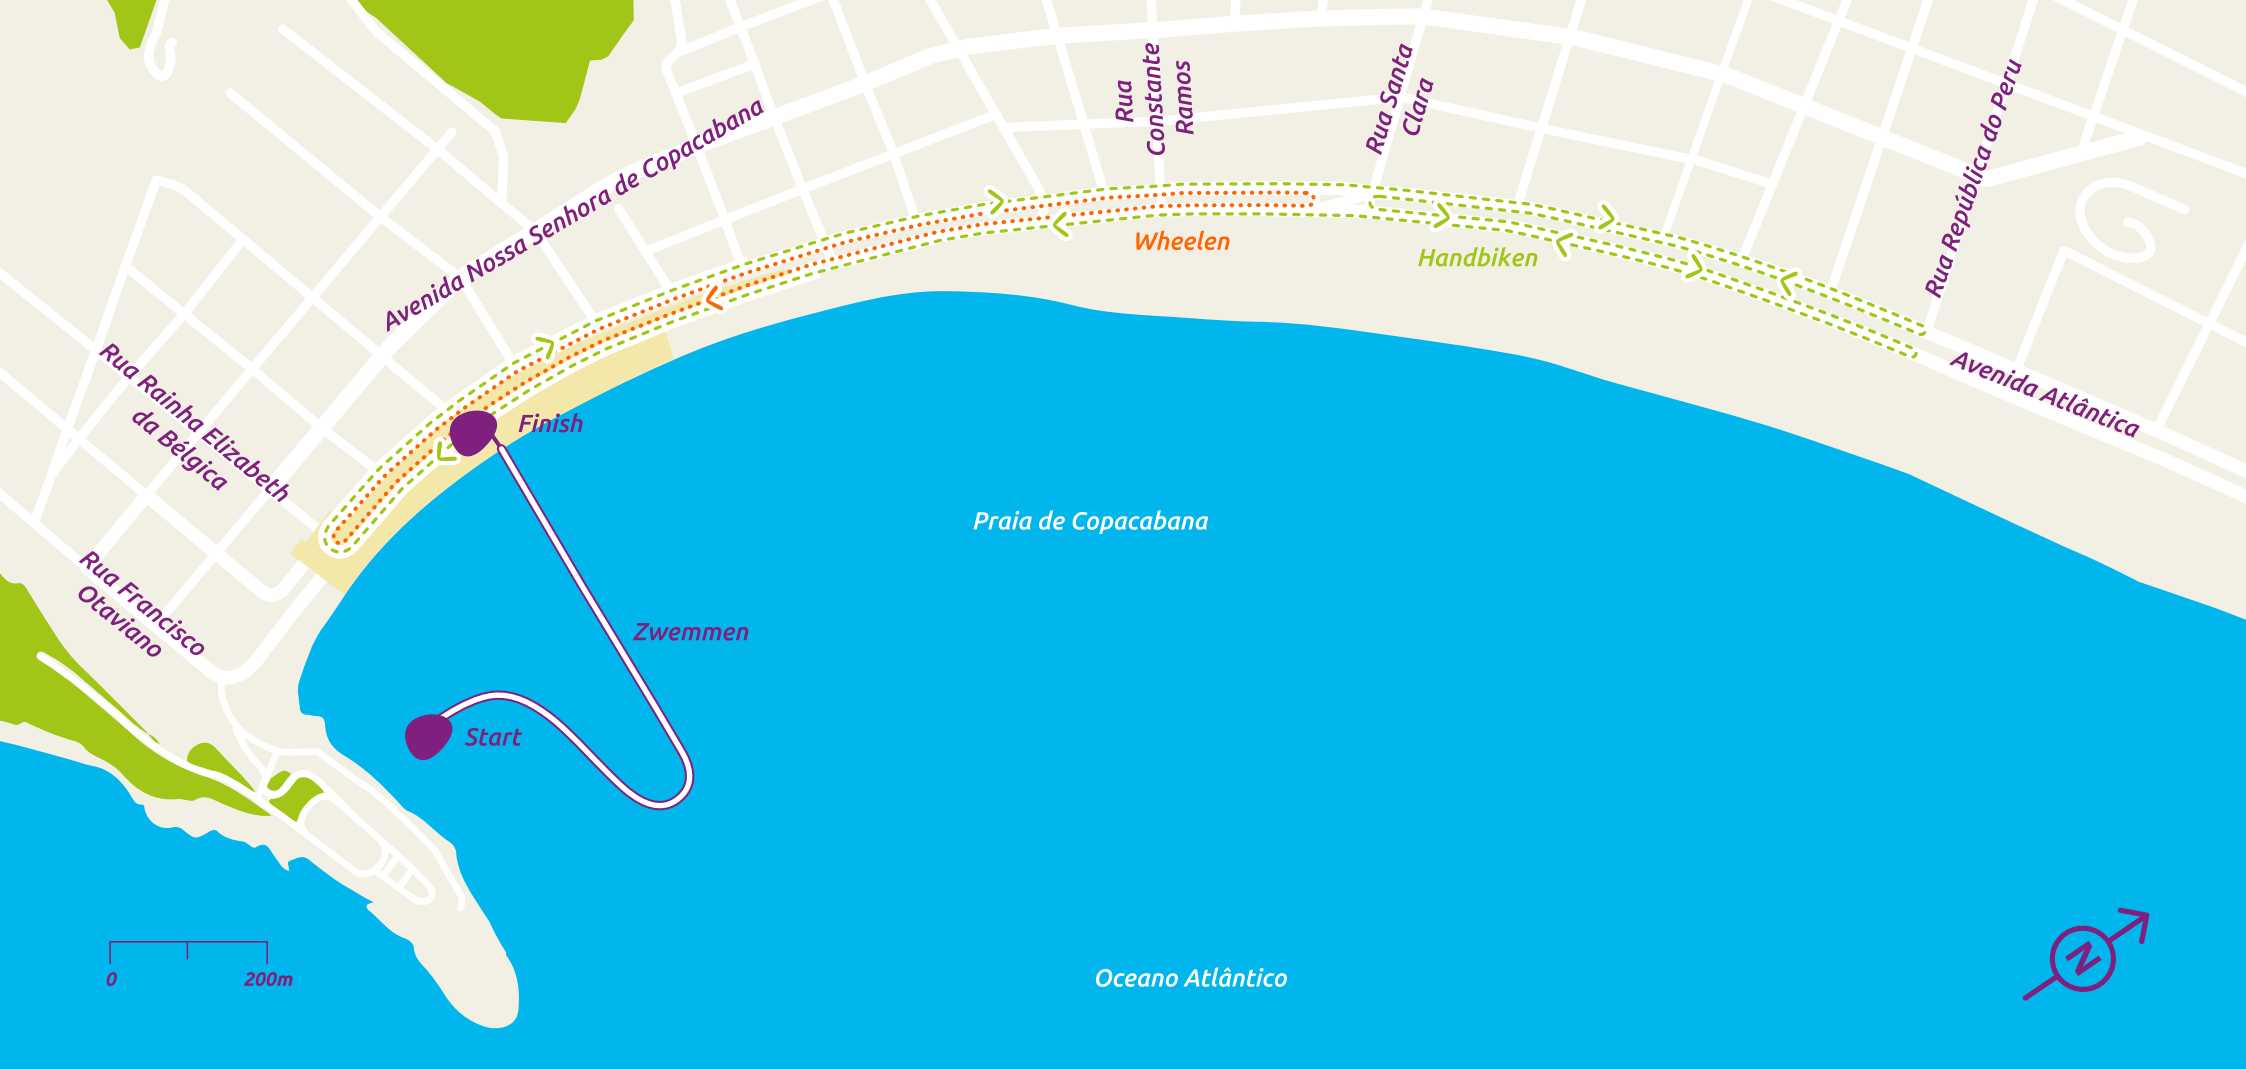 Rua
Constante
Ramos
Rua Santa
Clara
Rua República do Peru
Avenida Nossa Senhora de Copacabana
Wheelen
Handbiken
Rua Rainha Elizabeth
da Bélgica
Avenida Atlântica
Finish
Praia de Copacabana
Rua Francisco
Otaviano
Zwemmen
Start
Oceano Atlântico
N
0
200m